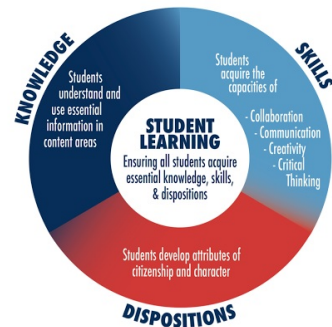 KNOWLEDGE
Students
understand and
use essential
information in
content areas
SKILLS
Students
acquire the
capacities of
- Collaboration
- Communication
- Creativity
- Critical
Thinking
STUDENT
LEARNING
Ensuring all students acquire
essential knowledge, skills,
& dispositions
Students develop attributes of
citizenship and character
DISPOSITIONS